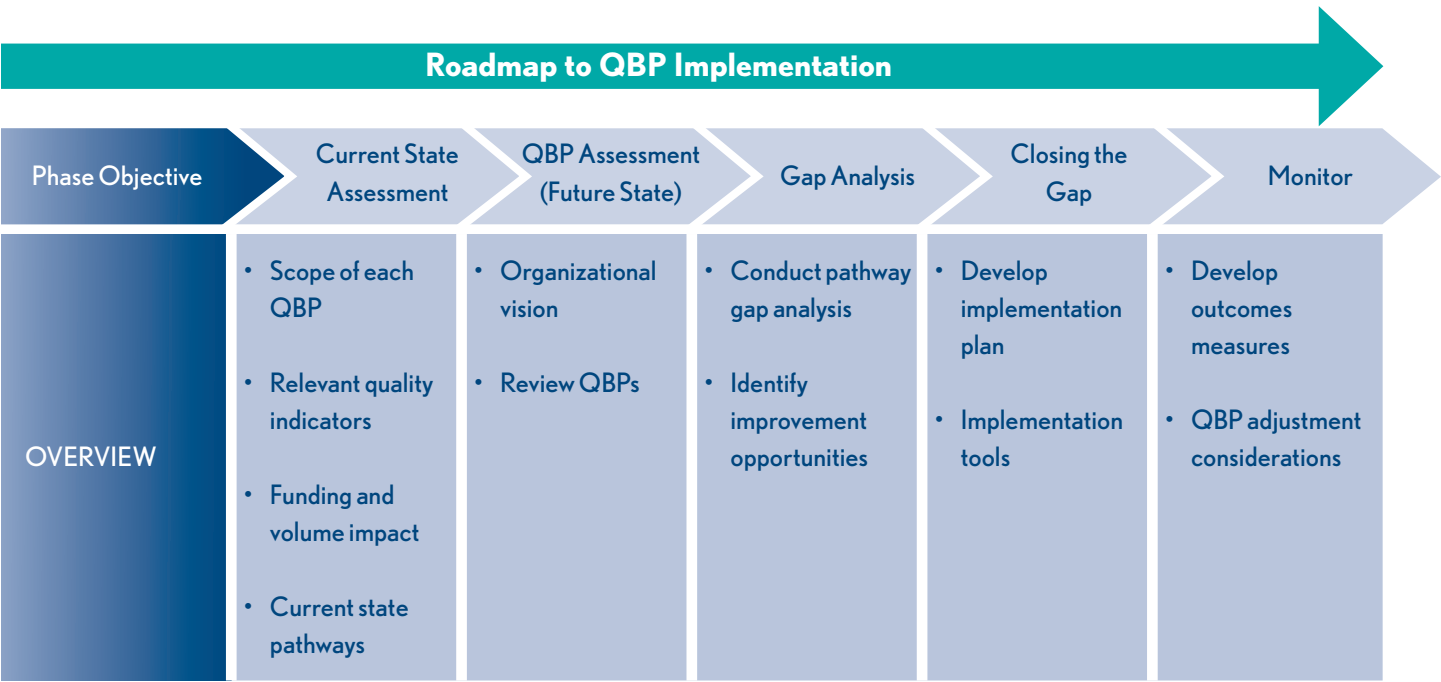 Roadmap to QBP Implementation
Phase Objective
Current State
Assessment
QBP Assessment
(Future State)
Gap Analysis
Closing the
Gap
Monitor
OVERVIEW
• Scope of each
QBP
• Relevant quality
indicators
• Funding and
volume impact
• Current state
pathways
• Organizational
vision
• Review QBPs
• Conduct pathway
gap analysis
• Identify
improvement
opportunities
• Develop
implementation
plan
• Implementation
tools
• Develop
outcomes
measures
• QBP adjustment
considerations